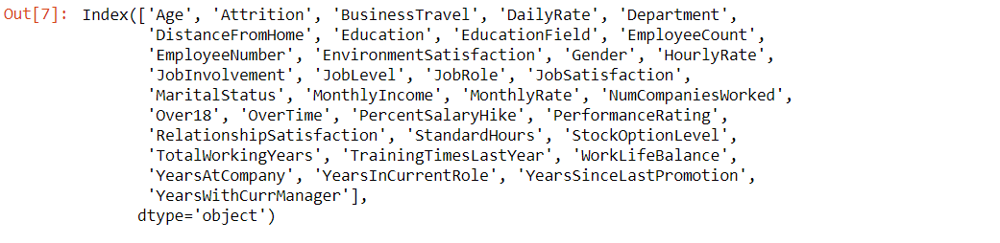 Out[7]: Index(['Age', 'Attrition', 'BusinessTravel', 'DailyRate', 'Department',
'DistanceFromHome', 'Education', 'EducationField', 'EmployeeCount',
'EmployeeNumber', 'EnvironmentSatisfaction', 'Gender', 'HourlyRate',
'JobInvolvement', 'JobLevel', 'JobRole', 'JobSatisfaction',
'MaritalStatus', 'MonthlyIncome', 'MonthlyRate', 'NumCompaniesWorked',
'Over18', 'OverTime', 'PercentSalaryHike', 'PerformanceRating',
'RelationshipSatisfaction', 'StandardHours', 'StockOptionLevel',
'TotalWorkingYears', 'TrainingTimesLastYear', 'WorkLifeBalance',
'YearsAtCompany', 'YearsInCurrentRole', 'YearsSinceLastPromotion',
'YearsWithCurrManager'],
dtype='object')